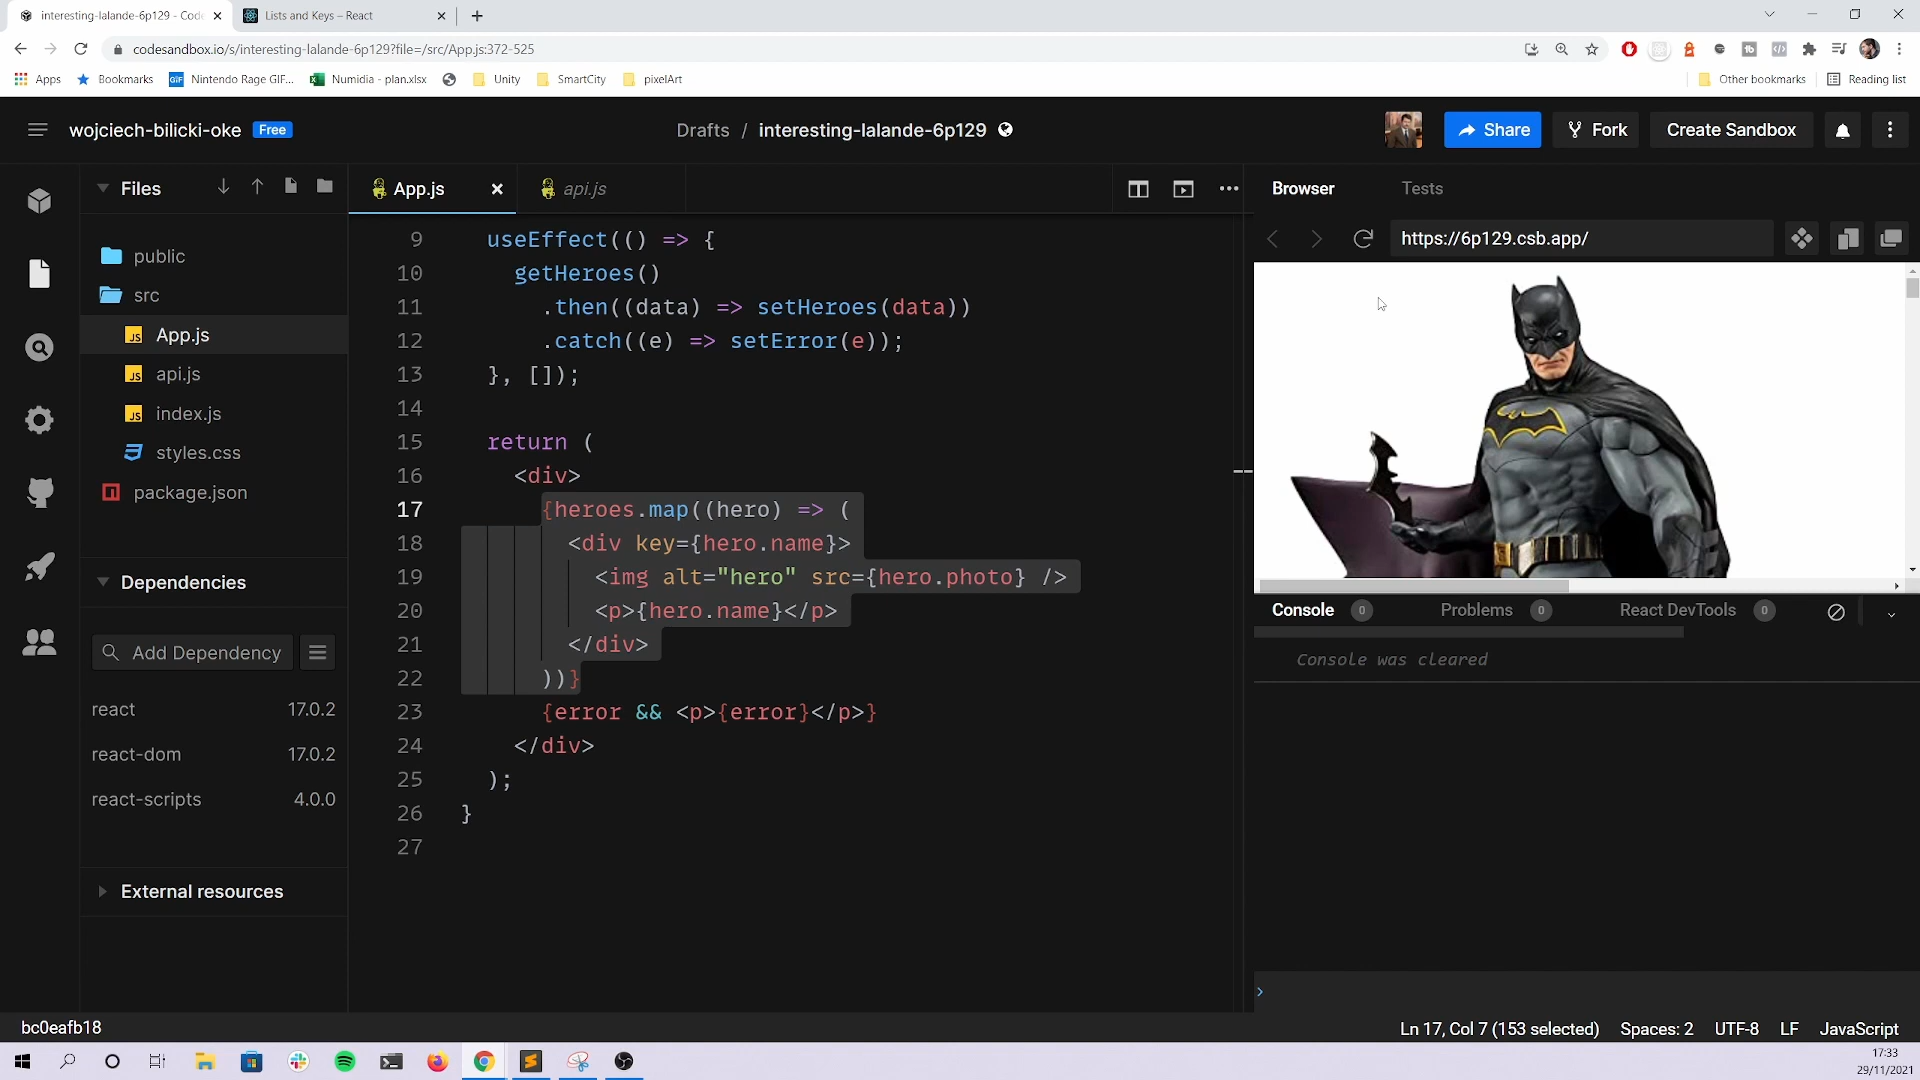 interesting-lalande-6p129 - Code
Lists and Keys – React
codesandbox.io/s/interesting-lalande-6p129?file=/src/App.js:372-525
Apps
Bookmarks
GIF
Nintendo Rage GIF...
Numidia - plan.xlsx
Unity
SmartCity
pixelArt
Other bookmarks
Reading list
wojciech-bilicki-oke
Free
Drafts / interesting-lalande-6p129
Share
Fork
Create Sandbox
Files
App.js
api.js
Browser
Tests
https://6p129.csb.app/
public
src
JS App.js
JS api.js
JS index.js
styles.css
package.json
Dependencies
Add Dependency
react 17.0.2
react-dom 17.0.2
react-scripts 4.0.0
External resources
9 useEffect(() => {
10 getHeroes()
11 .then((data) => setHeroes(data))
12 .catch((e) => setError(e));
13 }, []);
14
15 return (
16 <div>
17 {heroes.map((hero) => (
18 <div key={hero.name}>
19 <img alt="hero" src={hero.photo} />
20 <p>{hero.name}</p>
21 </div>
22 ))}
23 {error && <p>{error}</p>}
24 </div>
25 );
26 }
27
Console 0
Problems 0
React DevTools 0
Console was cleared
bc0eafb18
Ln 17, Col 7 (153 selected)
Spaces: 2
UTF-8
LF
JavaScript
17:33
29/11/2021